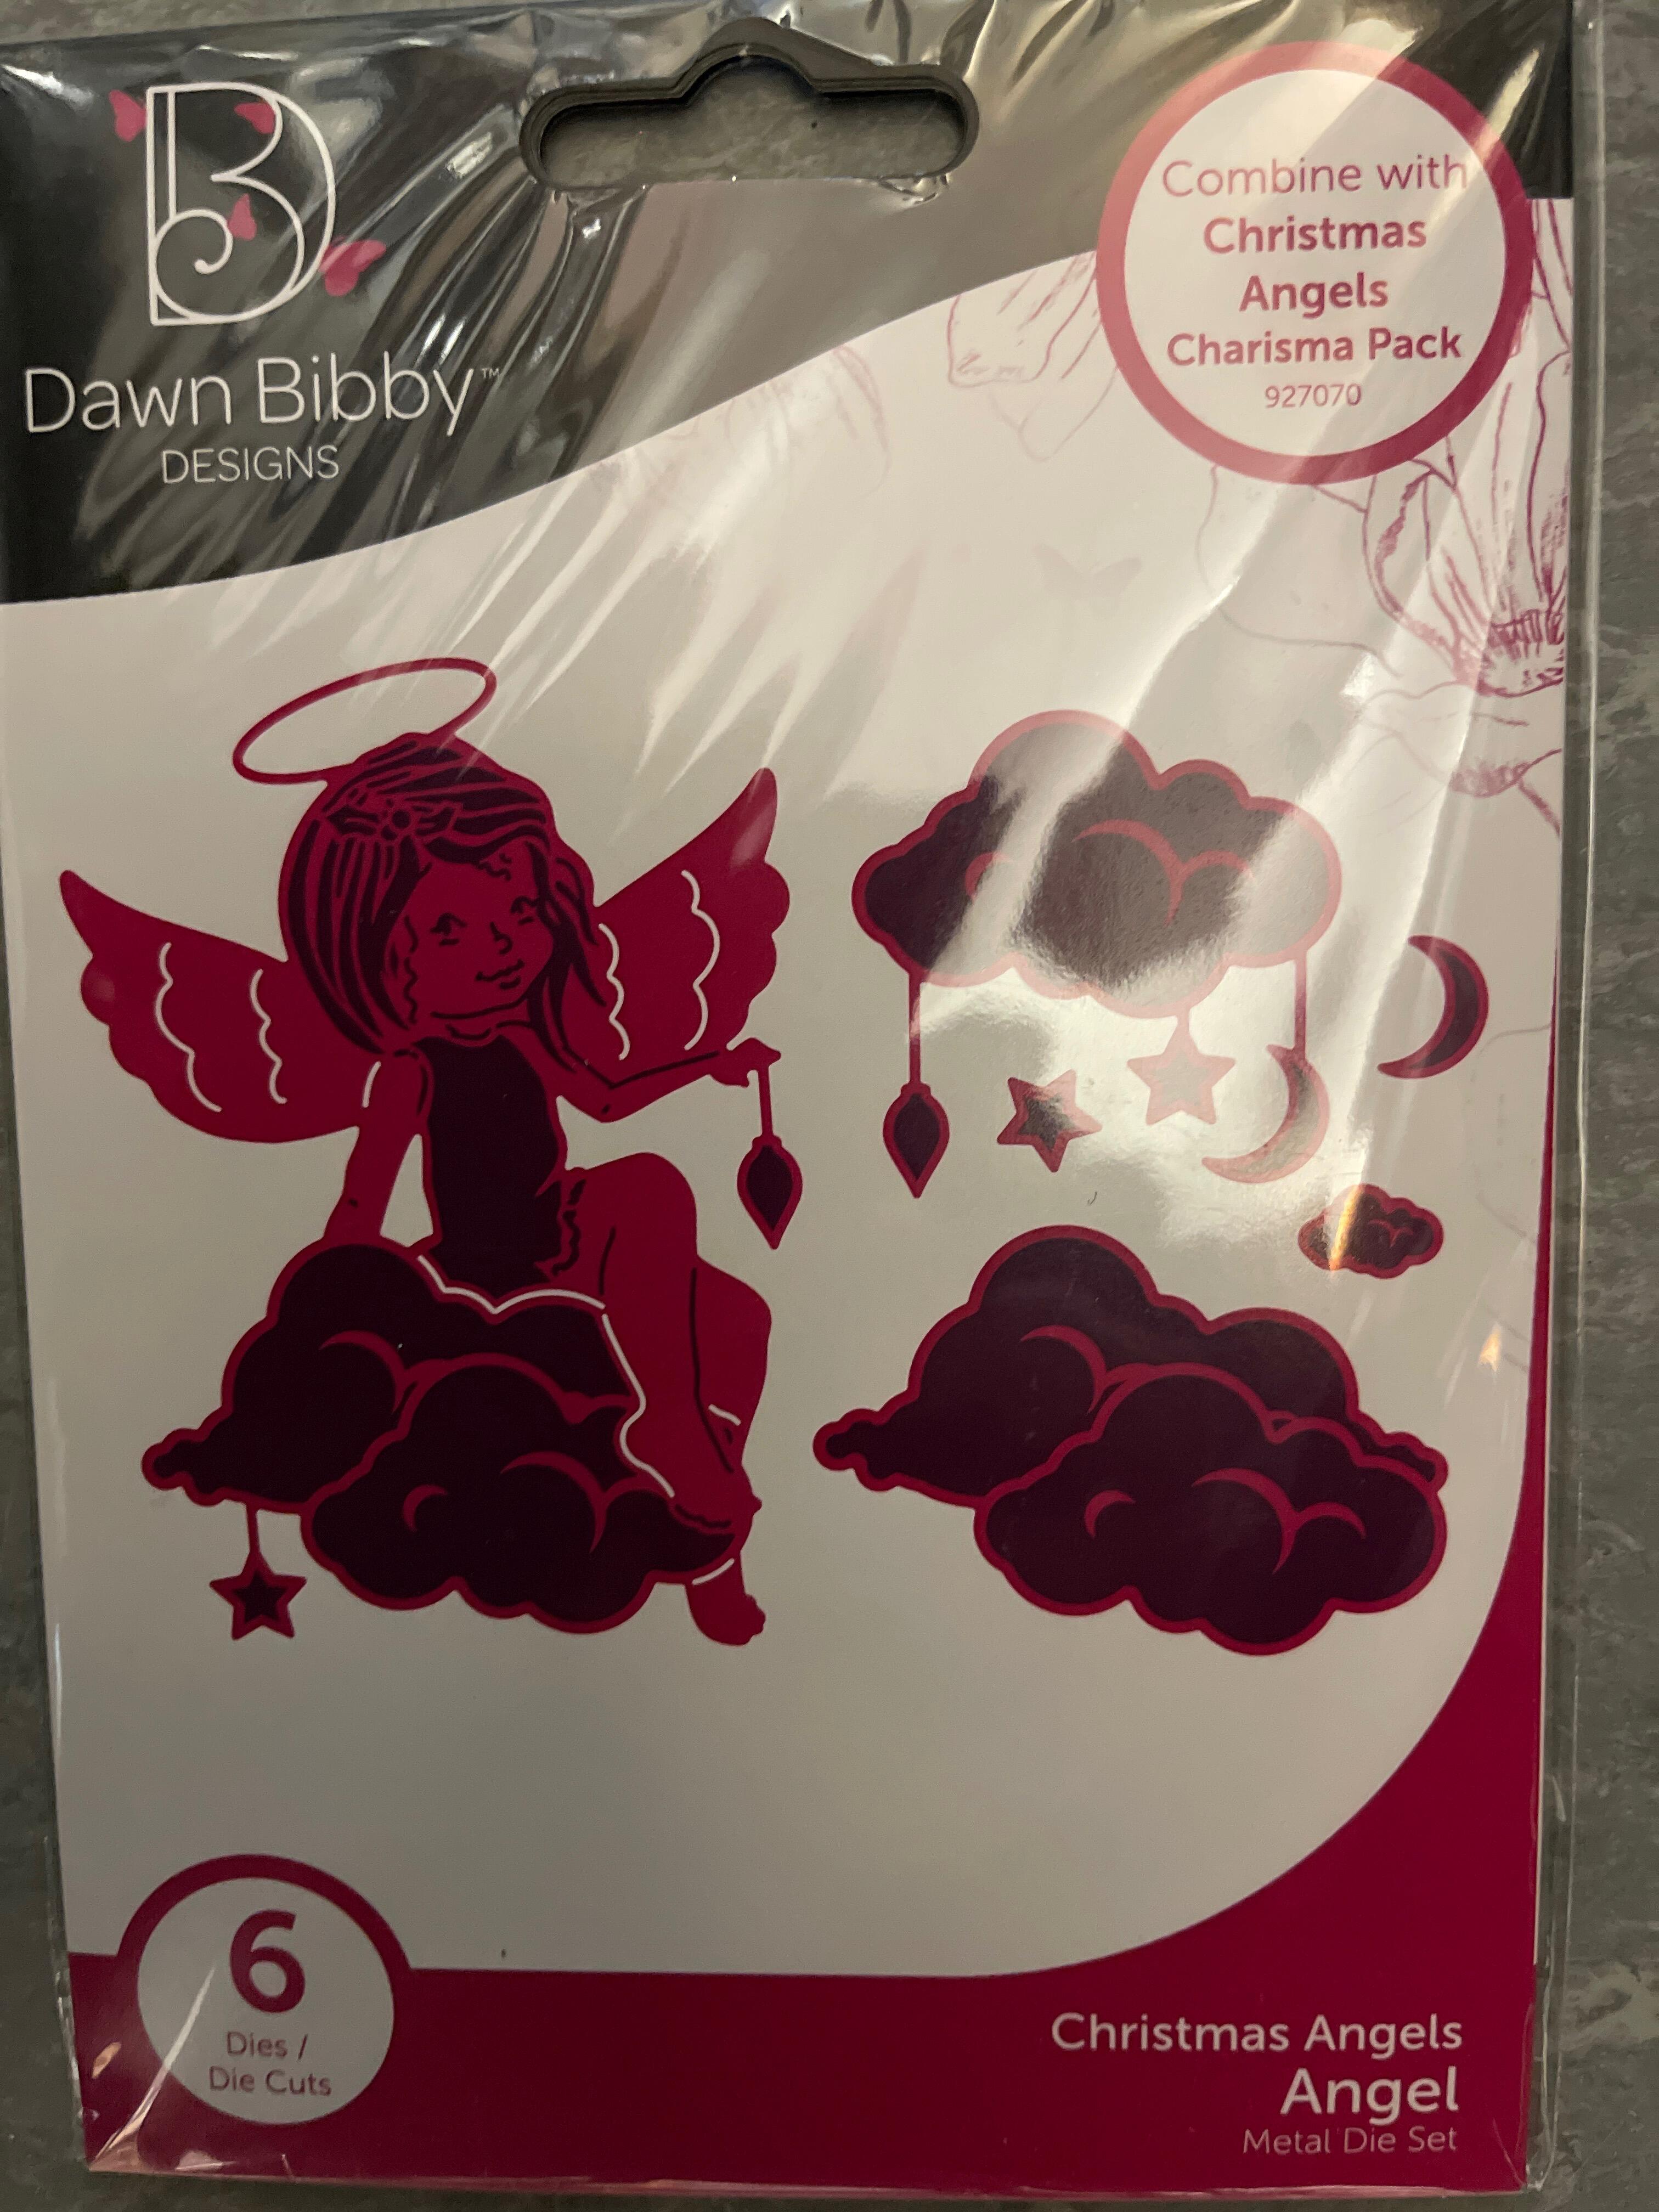 Dawn Bibby™
DESIGNS
Combine with
Christmas
Angels
Charisma Pack
927070
6
Dies /
Die Cuts
Christmas Angels
Angel
Metal Die Set